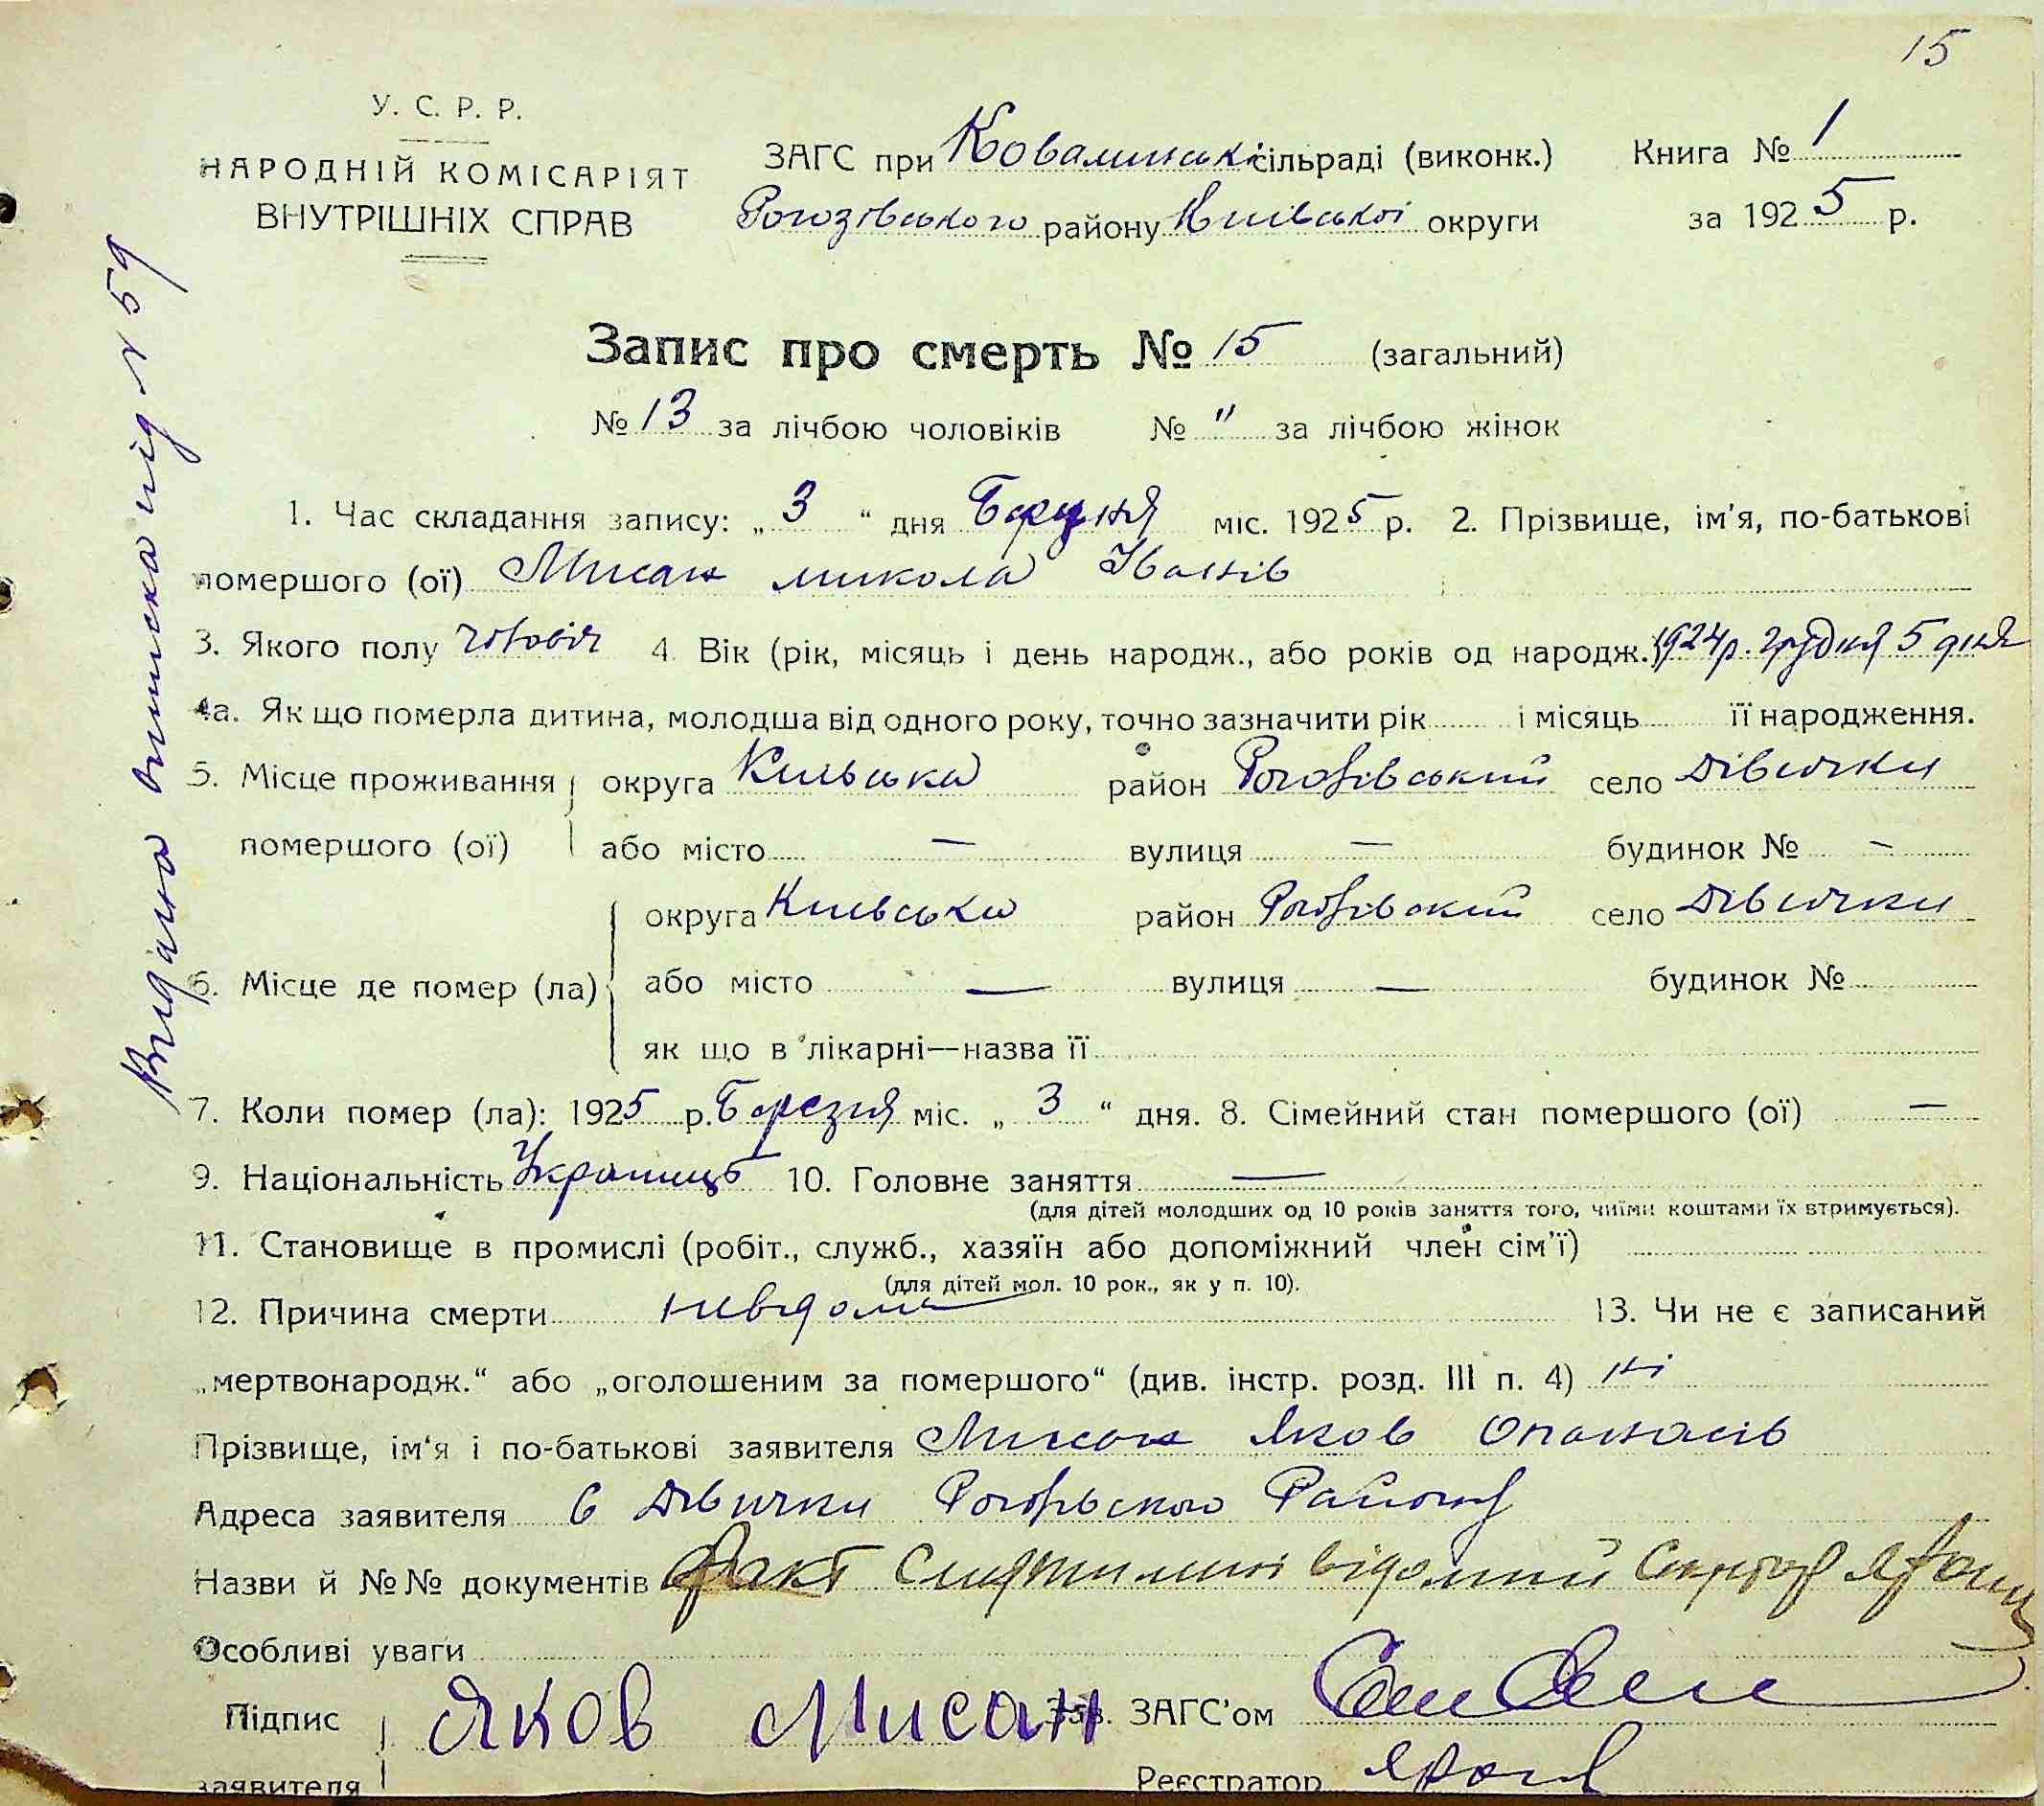 15
У. С. Р. Р.
НАРОДНІЙ КОМІСАРІЯТ
ВНУТРІШНІХ СПРАВ
ЗАГС при Ковалинські сільраді (виконк.)
Рогозівського району Київської округи
Книга № 1
за 1925 р.
Видано виписка під № 59
Запис про смерть № 15 (загальний)
№ 13 за лічбою чоловіків № " за лічбою жінок
1. Час складання запису: „ 3 “ дня міс. 1925 р. 2. Прізвище, ім'я, по-батькові
помершого (ої) Мисан микола Іванів
3. Якого полу чоловіч 4. Вік (рік, місяць і день народж., або років од народж. 1924 р. грудня 5 дня
4а. Як що померла дитина, молодша від одного року, точно зазначити рік і місяць її народження.
5. Місце проживання округа Київська район Рогозівський село Дівички
помершого (ої) або місто — вулиця — будинок № —
округа Київська район Рогозівский село Дівички
6. Місце де помер (ла) або місто — вулиця — будинок №
як що в лікарні—назва її
7. Коли помер (ла): 1925 р. Березня міс. „ 3 “ дня. 8. Сімейний стан помершого (ої) —
9. Національність Українць 10. Головне заняття —
(для дітей молодших од 10 років заняття того, чиїми коштами їх втримується).
11. Становище в промислі (робіт., служб., хазяїн або допоміжний член сім'ї)
(для дітей мол. 10 рок., як у п. 10).
12. Причина смерти невідома 13. Чи не є записаний
„мертвонародж.“ або „оголошеним за помершого“ (див. інстр. розд. III п. 4) ні
Прізвище, ім‘я і по-батькові заявителя Мисан Яков Опанасів
Адреса заявителя с Дівички Рогозівського Району
Назви й №№ документів Факт відомий
Особливі уваги
Підпис Яков Мисан Зав. ЗАГС'ом
заявителя Реєстратор